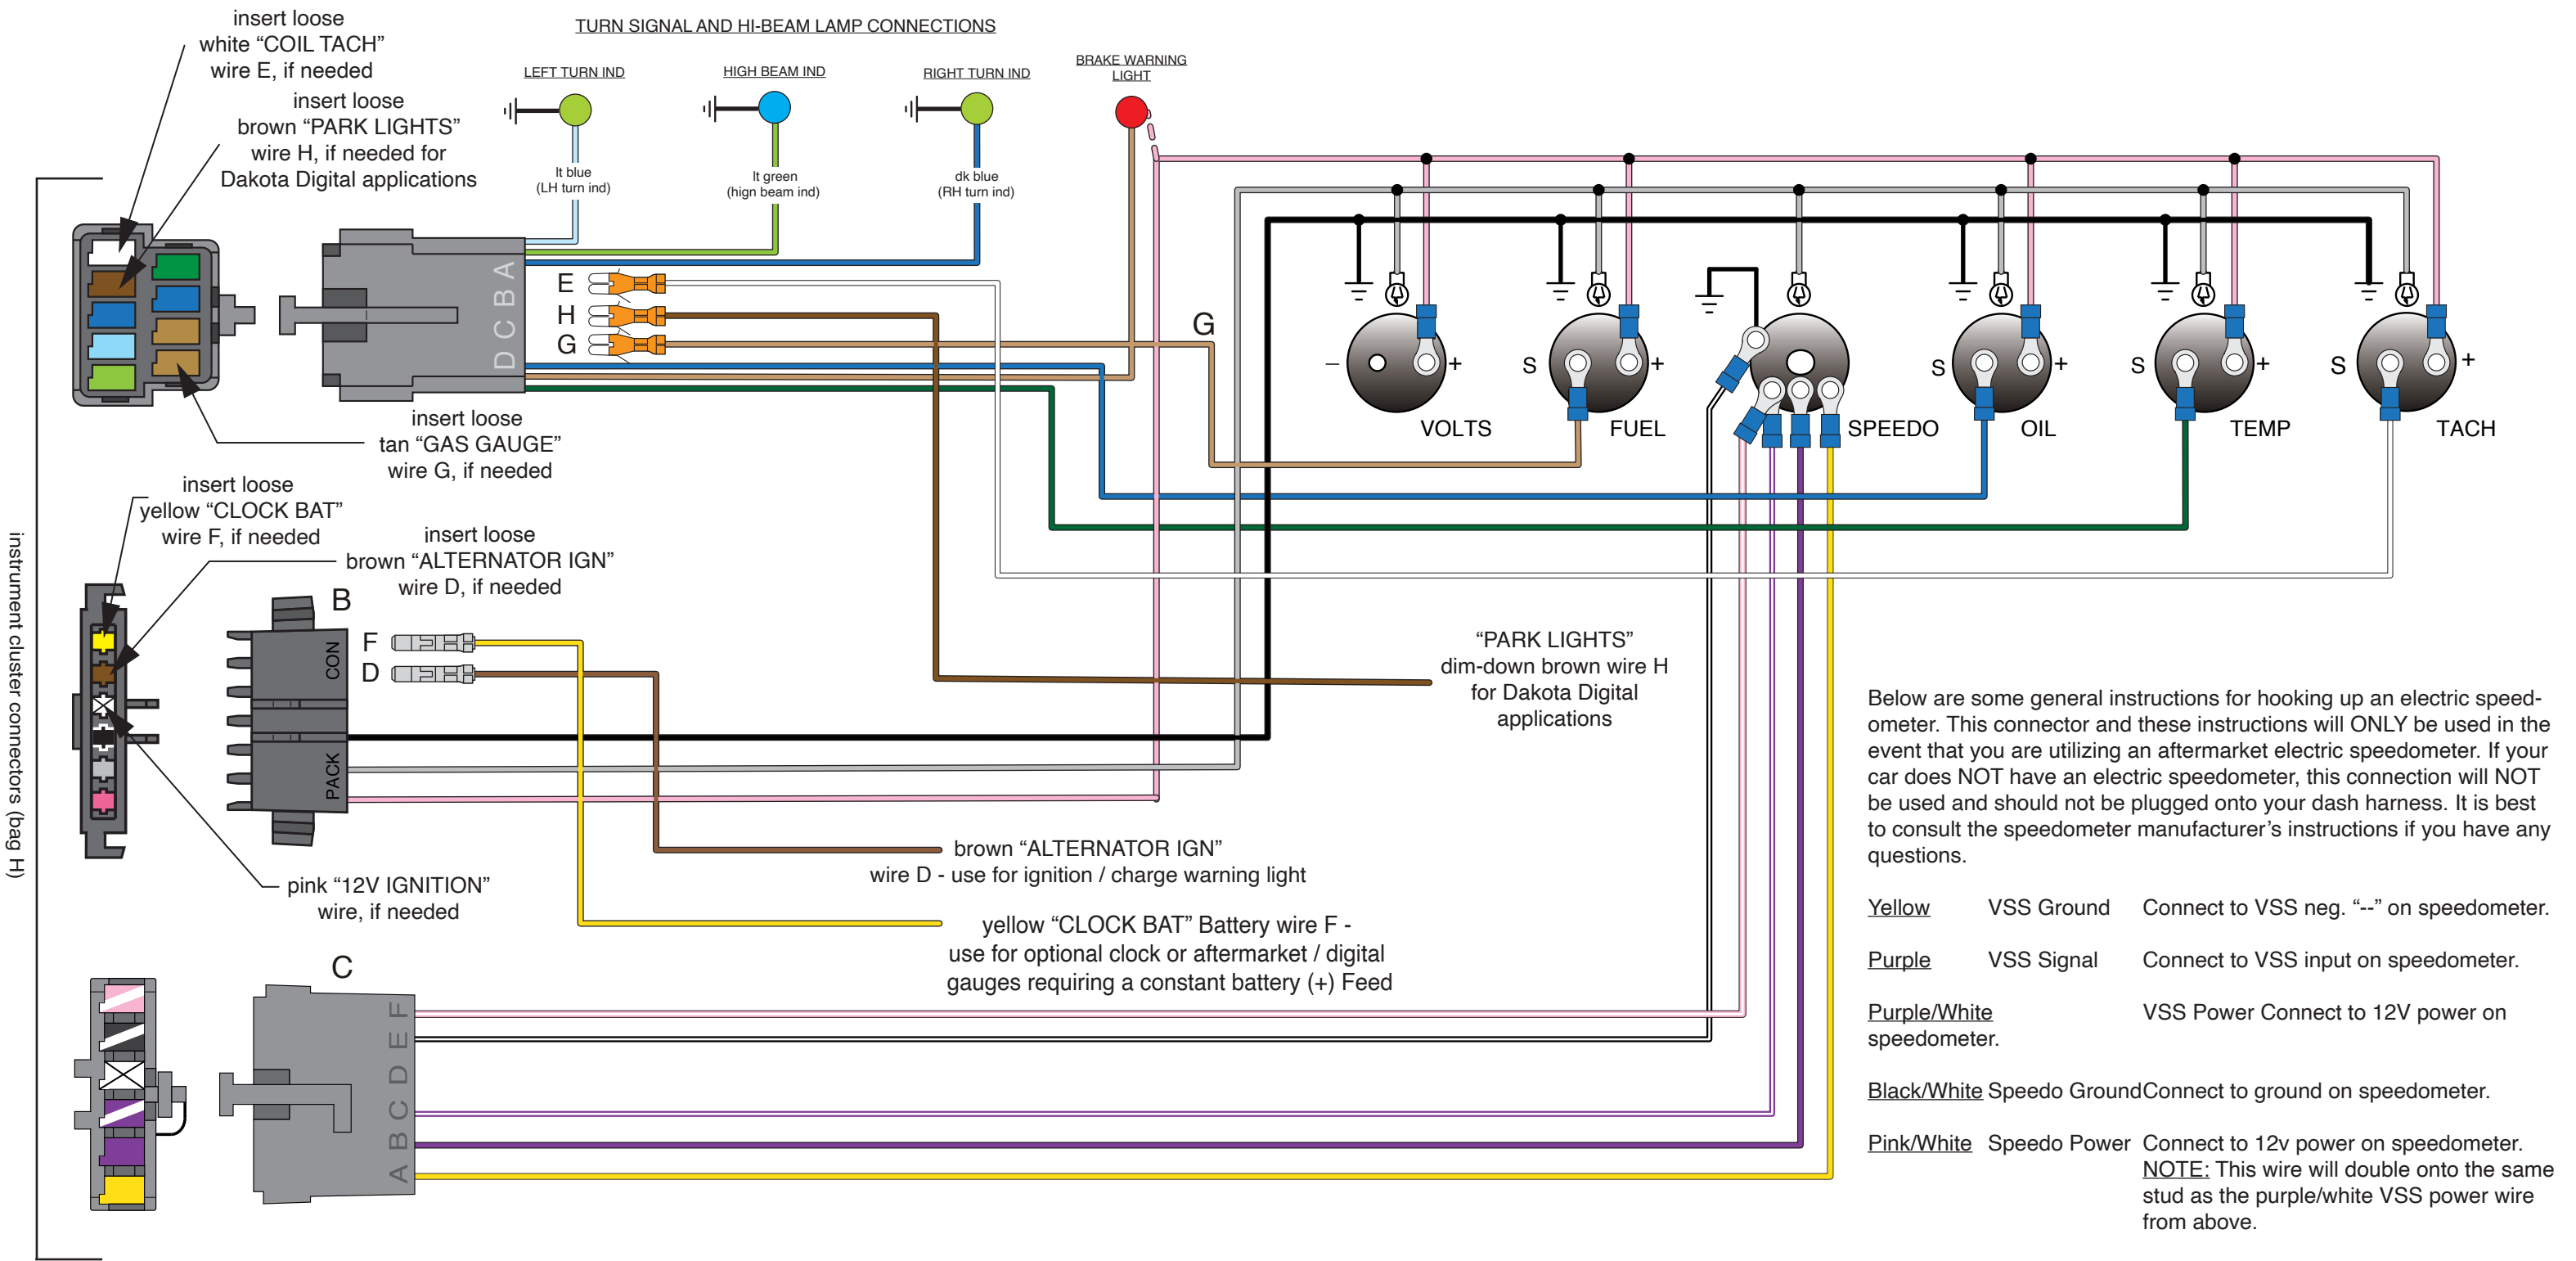 insert loose
white “COIL TACH”
wire E, if needed
insert loose
brown “PARK LIGHTS”
wire H, if needed for
Dakota Digital applications
TURN SIGNAL AND HI-BEAM LAMP CONNECTIONS
LEFT TURN IND
HIGH BEAM IND
RIGHT TURN IND
BRAKE WARNING
LIGHT
lt blue
(LH turn ind)
lt green
(hign beam ind)
dk blue
(RH turn ind)
D C B A
E
H
G
G
insert loose
tan “GAS GAUGE”
wire G, if needed
– +
VOLTS
S +
FUEL
SPEEDO
S +
OIL
S +
TEMP
S +
TACH
instrument cluster connectors (bag H)
insert loose
yellow “CLOCK BAT”
wire F, if needed
insert loose
brown “ALTERNATOR IGN”
wire D, if needed
B
CON
PACK
F
D
pink “12V IGNITION”
wire, if needed
“PARK LIGHTS”
dim-down brown wire H
for Dakota Digital
applications
brown “ALTERNATOR IGN”
wire D - use for ignition / charge warning light
yellow “CLOCK BAT” Battery wire F -
use for optional clock or aftermarket / digital
gauges requiring a constant battery (+) Feed
C
A B C D E F
Below are some general instructions for hooking up an electric speed-
ometer. This connector and these instructions will ONLY be used in the
event that you are utilizing an aftermarket electric speedometer. If your
car does NOT have an electric speedometer, this connection will NOT
be used and should not be plugged onto your dash harness. It is best
to consult the speedometer manufacturer’s instructions if you have any
questions.
Yellow VSS Ground Connect to VSS neg. “--” on speedometer.
Purple VSS Signal Connect to VSS input on speedometer.
Purple/White VSS Power Connect to 12V power on
speedometer.
Black/White Speedo Ground Connect to ground on speedometer.
Pink/White Speedo Power Connect to 12v power on speedometer.
NOTE: This wire will double onto the same
stud as the purple/white VSS power wire
from above.